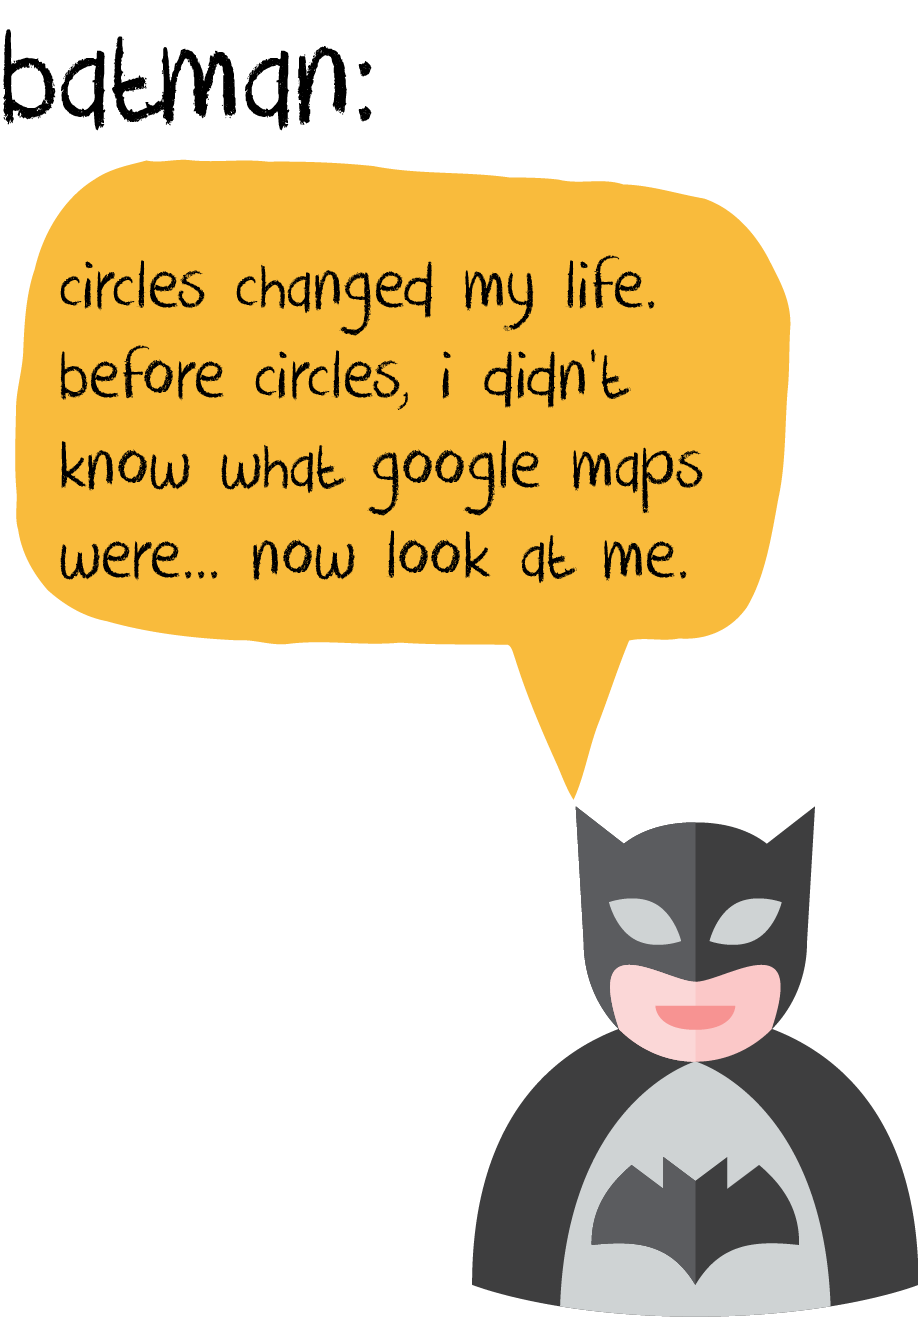 batman:
circles changed my life.
before circles, i didn't
know what google maps
were... now look at me.